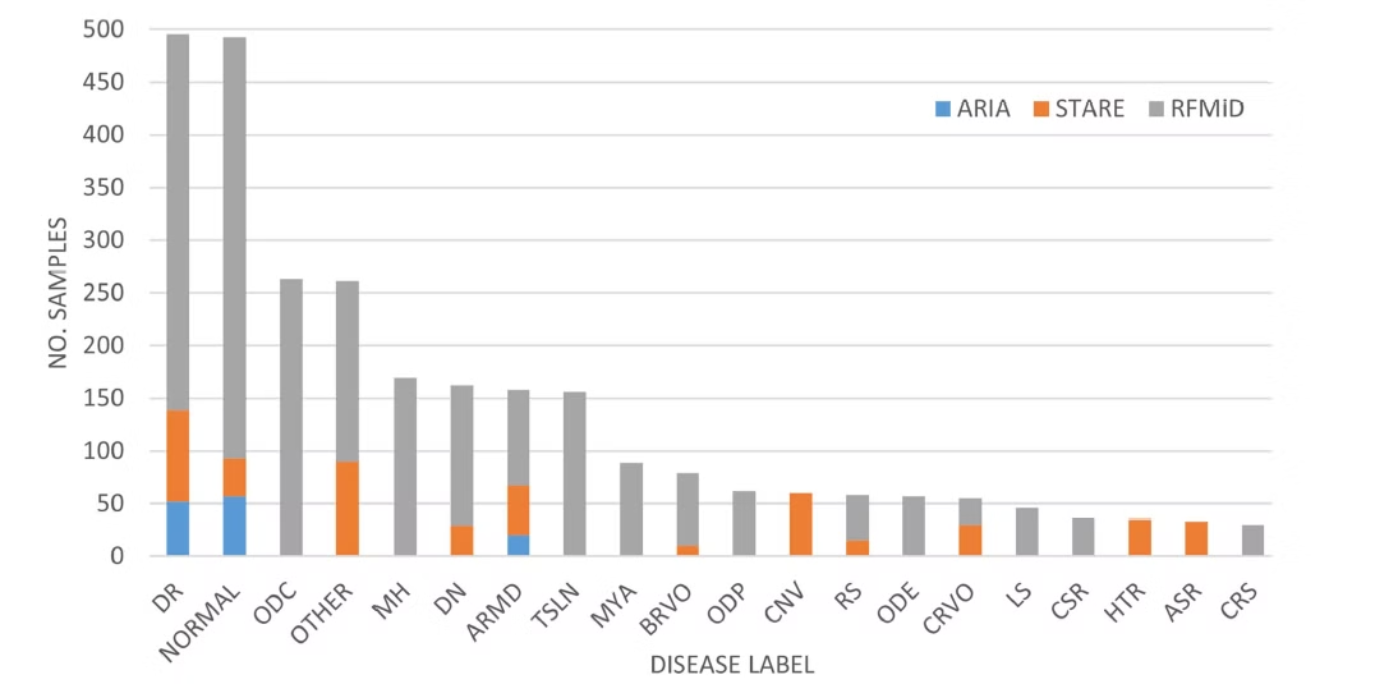 500
450
400
350
300
250
200
150
100
50
0
NO. SAMPLES
ARIA STARE RFMiD
DR NORMAL ODC OTHER MH DN ARMD TSLN MYA BRVO ODP CNV RS ODE CRVO LS CSR HTR ASR CRS
DISEASE LABEL